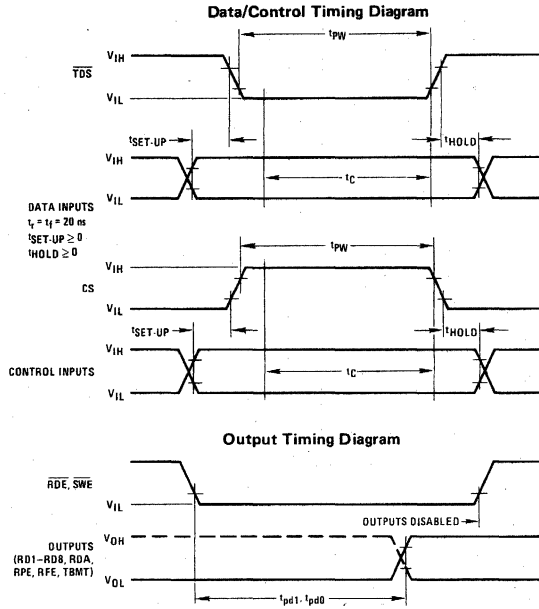 Data/Control Timing Diagram
tPW
VIH
TDS
VIL
tSET-UP
tHOLD
VIH
tC
VIL
DATA INPUTS
tr = tf = 20 ns
tSET-UP ≥ 0
tHOLD ≥ 0
tPW
VIH
CS
VIL
tSET-UP
tHOLD
VIH
CONTROL INPUTS
tC
VIL
Output Timing Diagram
RDE, SWE
VIL
OUTPUTS DISABLED
VOH
OUTPUTS
(RD1–RD8, RDA,
RPE, RFE, TBMT)
VOL
tpd1, tpd0